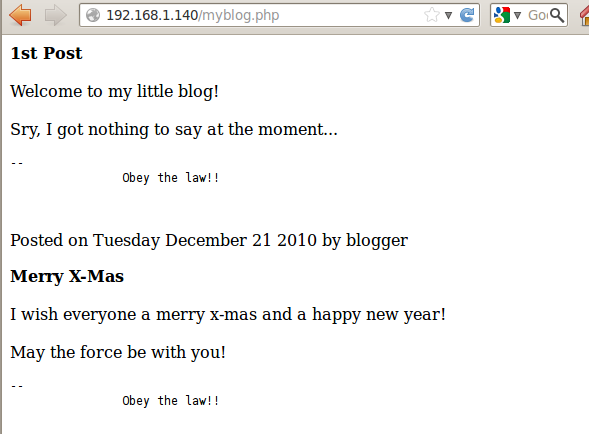 192.168.1.140/myblog.php
Goo
1st Post
Welcome to my little blog!
Sry, I got nothing to say at the moment...
--
Obey the law!!
Posted on Tuesday December 21 2010 by blogger
Merry X-Mas
I wish everyone a merry x-mas and a happy new year!
May the force be with you!
--
Obey the law!!